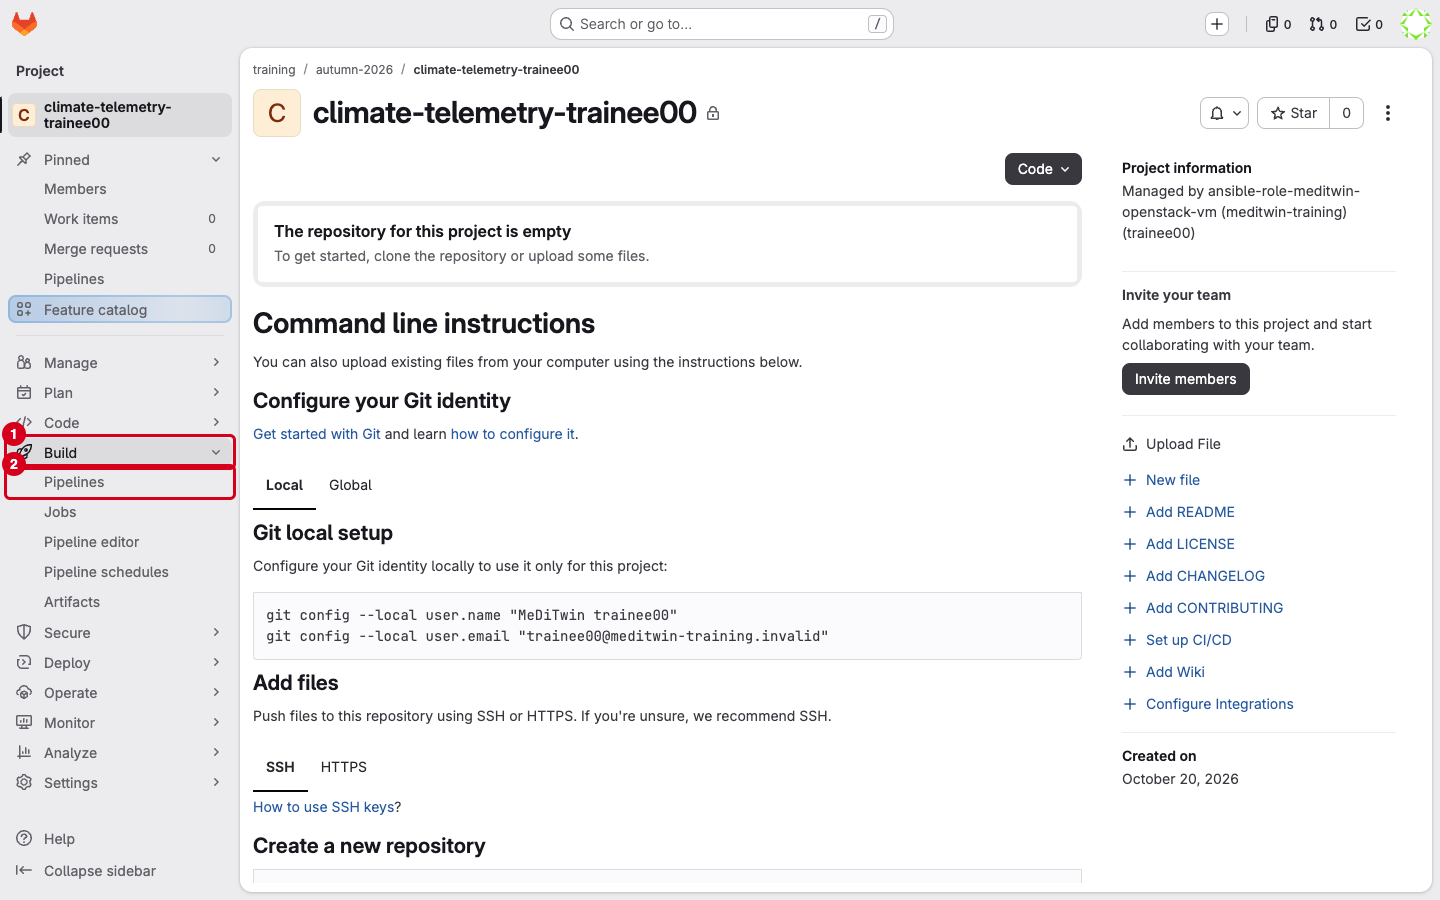 Search or go to...
/
0
0
0
Project
C
climate-telemetry-
trainee00
Pinned
Members
Work items 0
Merge requests 0
Pipelines
Feature catalog
Manage
Plan
Code
1
Build
2
Pipelines
Jobs
Pipeline editor
Pipeline schedules
Artifacts
Secure
Deploy
Operate
Monitor
Analyze
Settings
Help
Collapse sidebar
training / autumn-2026 / climate-telemetry-trainee00
C
climate-telemetry-trainee00
Star 0
Code
The repository for this project is empty
To get started, clone the repository or upload some files.
Command line instructions
You can also upload existing files from your computer using the instructions below.
Configure your Git identity
Get started with Git and learn how to configure it.
Local Global
Git local setup
Configure your Git identity locally to use it only for this project:
git config --local user.name "MeDiTwin trainee00"
git config --local user.email "trainee00@meditwin-training.invalid"
Add files
Push files to this repository using SSH or HTTPS. If you're unsure, we recommend SSH.
SSH HTTPS
How to use SSH keys?
Create a new repository
Project information
Managed by ansible-role-meditwin-
openstack-vm (meditwin-training)
(trainee00)
Invite your team
Add members to this project and start
collaborating with your team.
Invite members
Upload File
New file
Add README
Add LICENSE
Add CHANGELOG
Add CONTRIBUTING
Set up CI/CD
Add Wiki
Configure Integrations
Created on
October 20, 2026